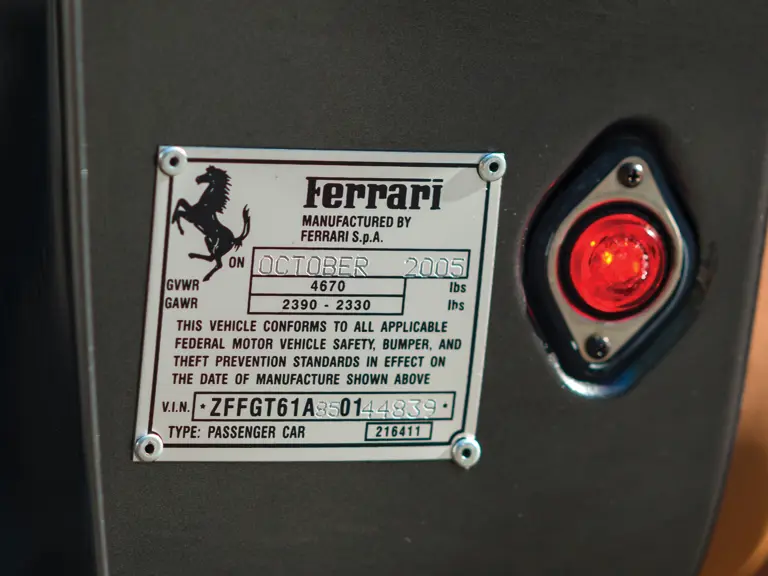 Ferrari
MANUFACTURED BY
FERRARI S.p.A.
ON OCTOBER 2005
GVWR 4670 lbs
GAWR 2390 - 2330 lbs
THIS VEHICLE CONFORMS TO ALL APPLICABLE
FEDERAL MOTOR VEHICLE SAFETY, BUMPER, AND
THEFT PREVENTION STANDARDS IN EFFECT ON
THE DATE OF MANUFACTURE SHOWN ABOVE
V.I.N. *ZFFGT61A850144839*
TYPE: PASSENGER CAR 216411